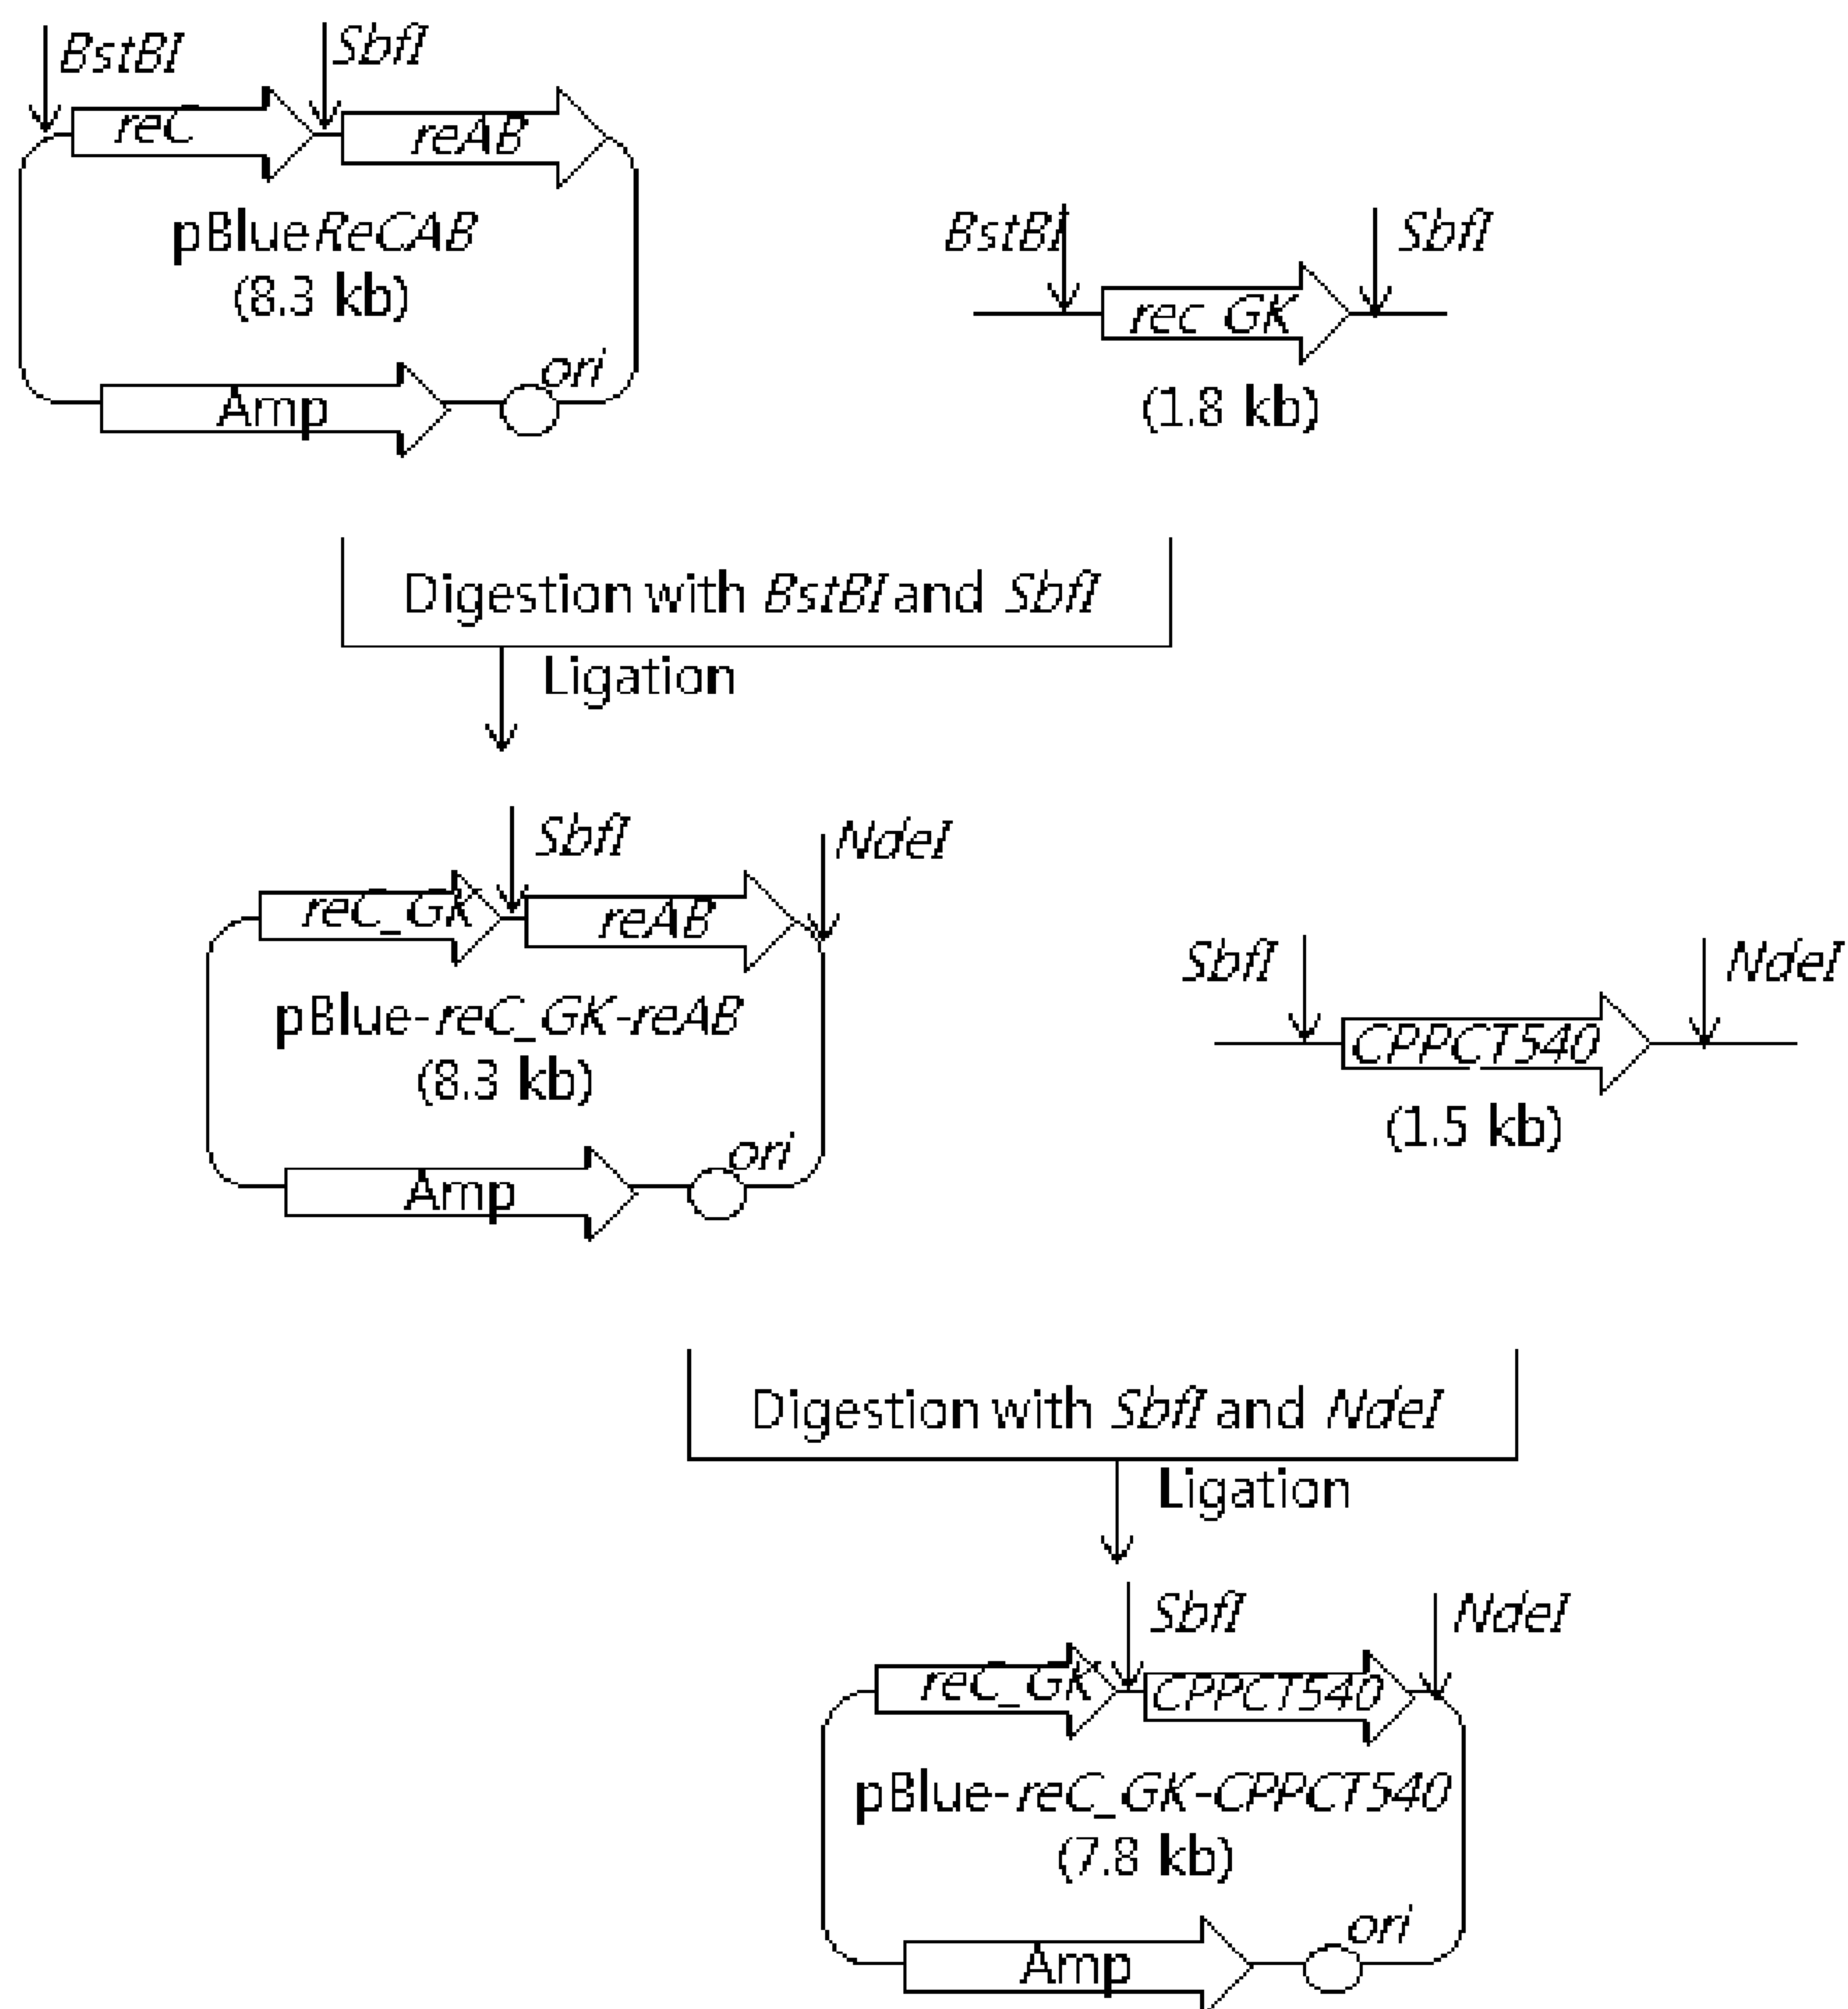 BstBI
SbfI
reC
reAB
pBlueReCAB
(8.3 kb)
Amp
ori
BstBI
SbfI
rec GK
(1.8 kb)
Digestion with BstBI and SbfI
Ligation
SbfI
NdeI
reC_GK
reAB
pBlue-reC_GK-reAB
(8.3 kb)
Amp
ori
SbfI
NdeI
CPPCT540
(1.5 kb)
Digestion with SbfI and NdeI
Ligation
SbfI
NdeI
reC_GK
CPPCT540
pBlue-reC_GK-CPPCT540
(7.8 kb)
Amp
ori